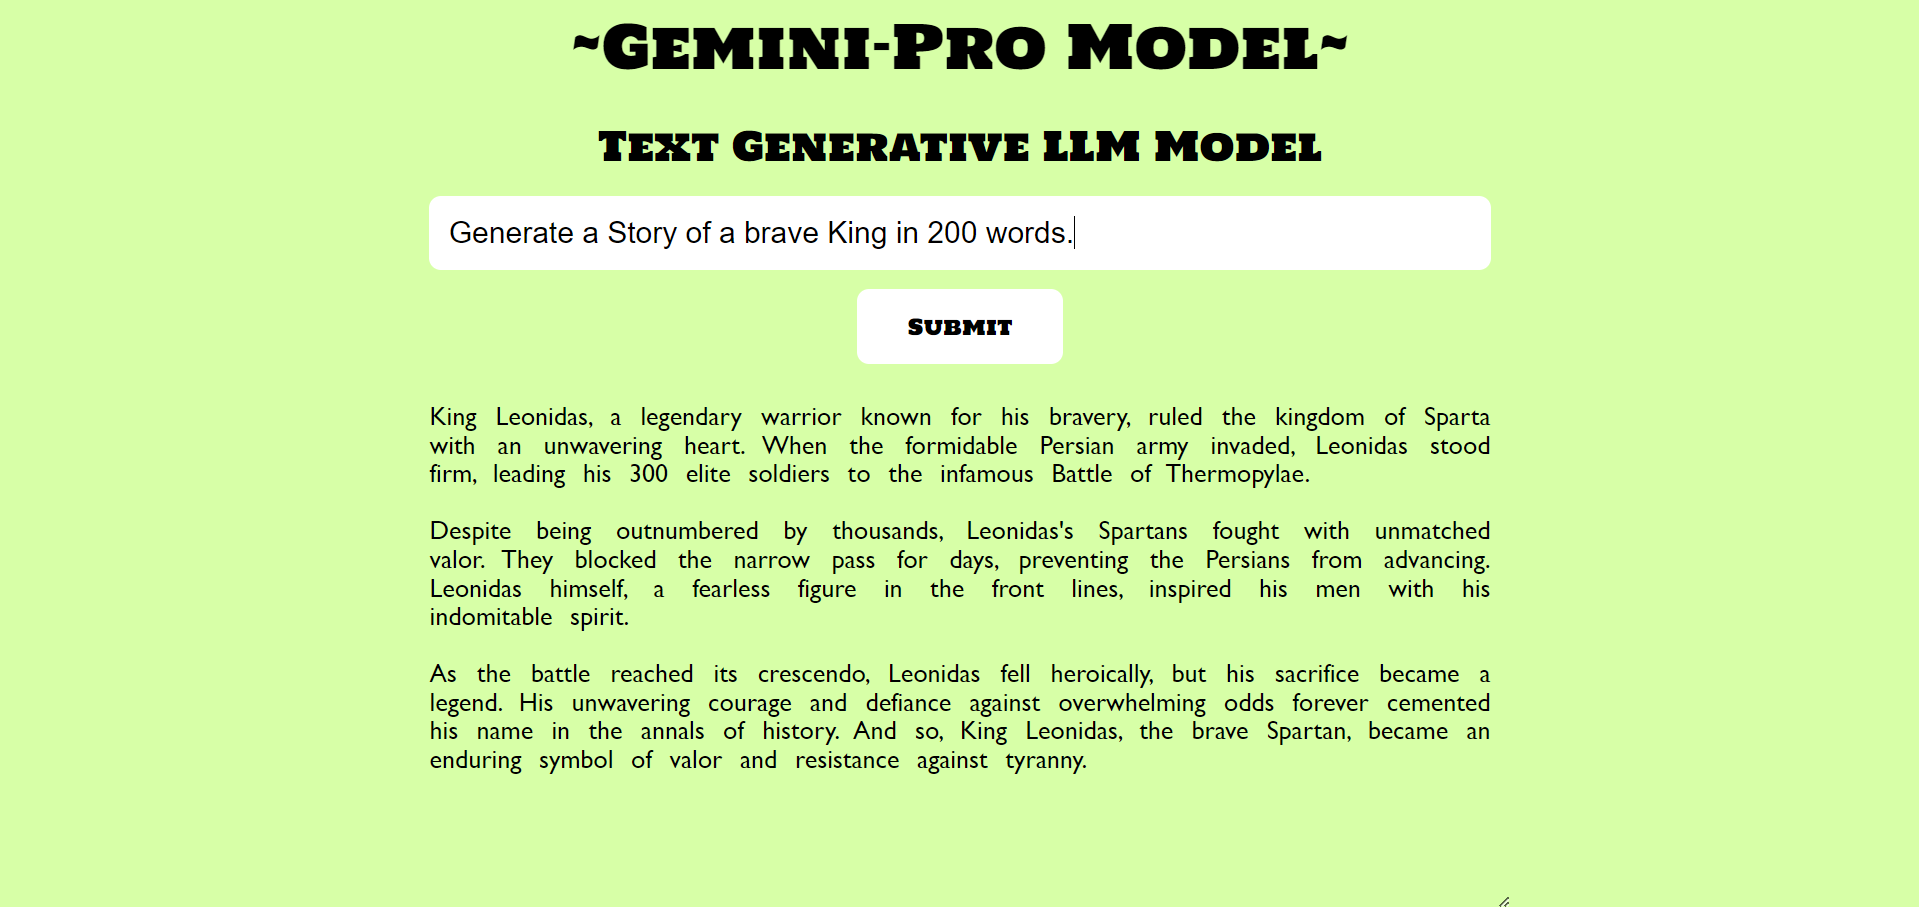 ~Gemini-Pro Model~
Text Generative LLM Model
Generate a Story of a brave King in 200 words.
Submit
King Leonidas, a legendary warrior known for his bravery, ruled the kingdom of Sparta
with an unwavering heart. When the formidable Persian army invaded, Leonidas stood
firm, leading his 300 elite soldiers to the infamous Battle of Thermopylae.
Despite being outnumbered by thousands, Leonidas's Spartans fought with unmatched
valor. They blocked the narrow pass for days, preventing the Persians from advancing.
Leonidas himself, a fearless figure in the front lines, inspired his men with his
indomitable spirit.
As the battle reached its crescendo, Leonidas fell heroically, but his sacrifice became a
legend. His unwavering courage and defiance against overwhelming odds forever cemented
his name in the annals of history. And so, King Leonidas, the brave Spartan, became an
enduring symbol of valor and resistance against tyranny.